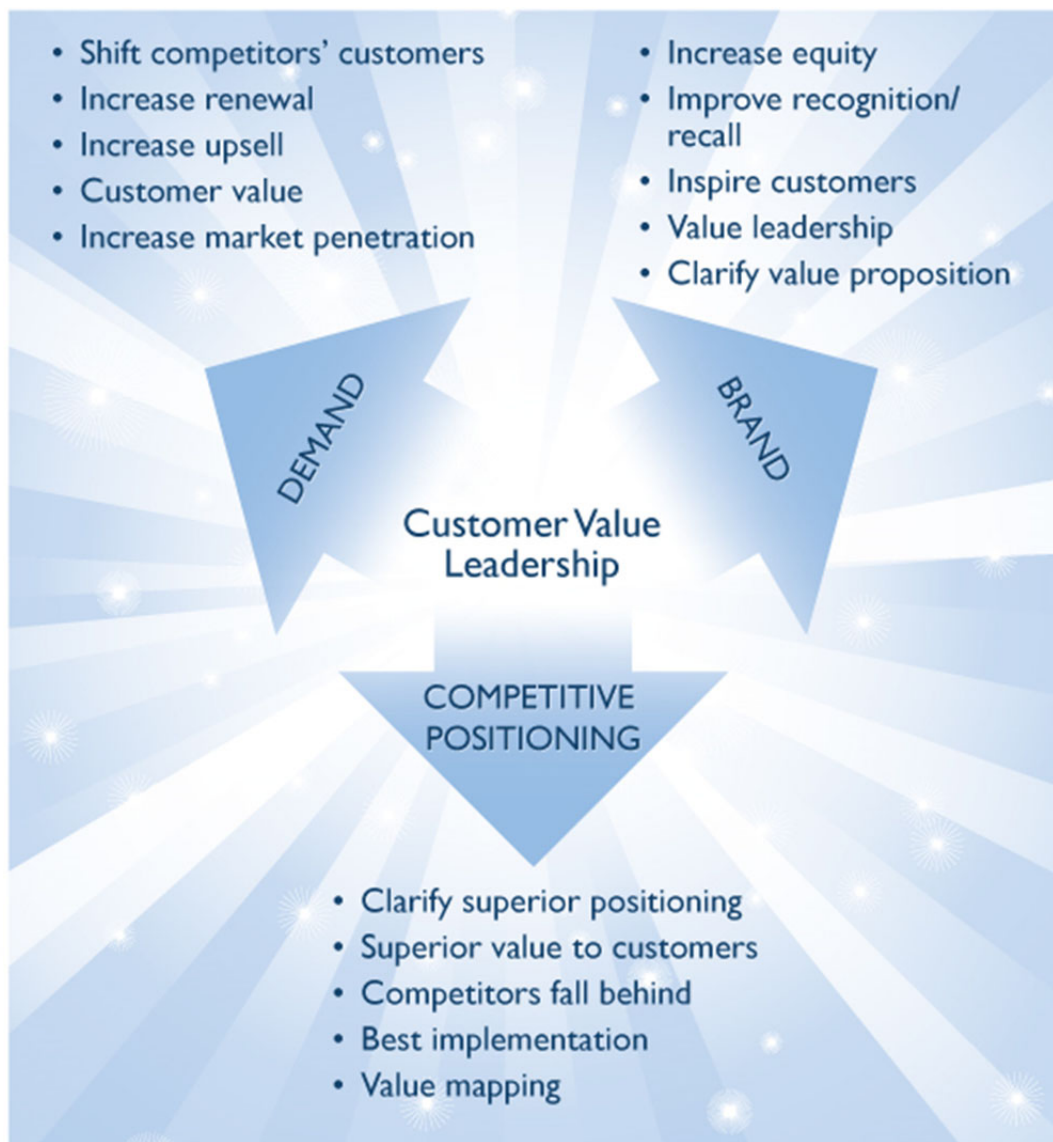 • Shift competitors’ customers
• Increase renewal
• Increase upsell
• Customer value
• Increase market penetration
• Increase equity
• Improve recognition/
recall
• Inspire customers
• Value leadership
• Clarify value proposition
DEMAND
BRAND
Customer Value
Leadership
COMPETITIVE
POSITIONING
• Clarify superior positioning
• Superior value to customers
• Competitors fall behind
• Best implementation
• Value mapping